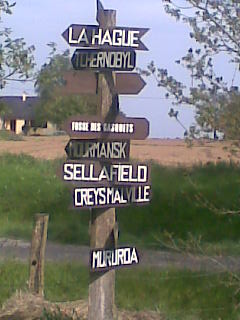 LA HAGUE
TCHERNOBYL
FOSSE DES CASQUETS
MOURMANSK
SELLAFIELD
CREYS MALVILLE
MURUROA